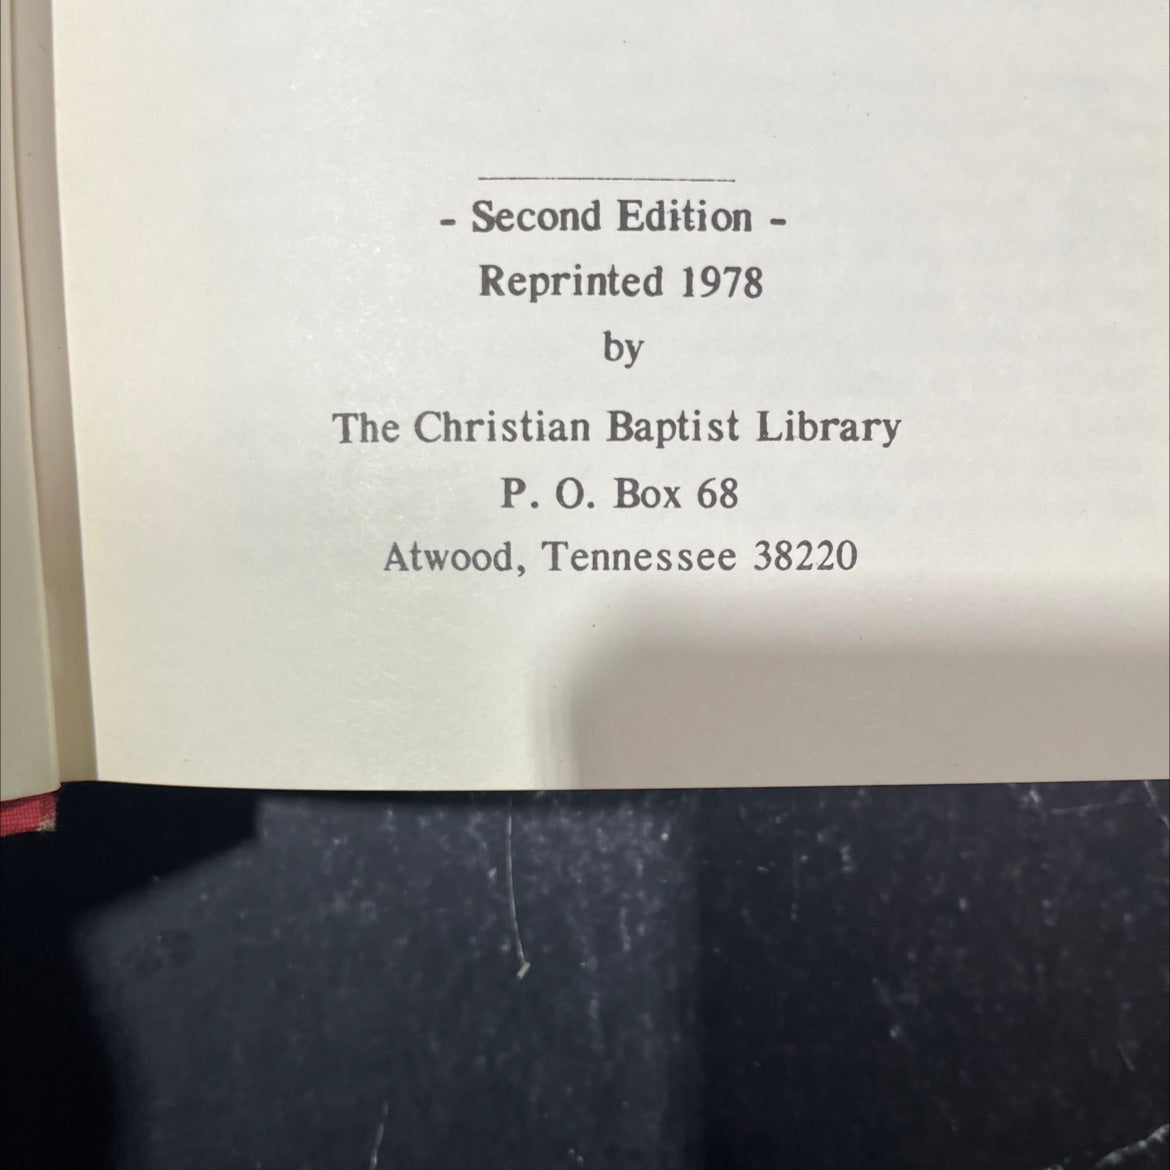 - Second Edition -
Reprinted 1978
by
The Christian Baptist Library
P. O. Box 68
Atwood, Tennessee 38220